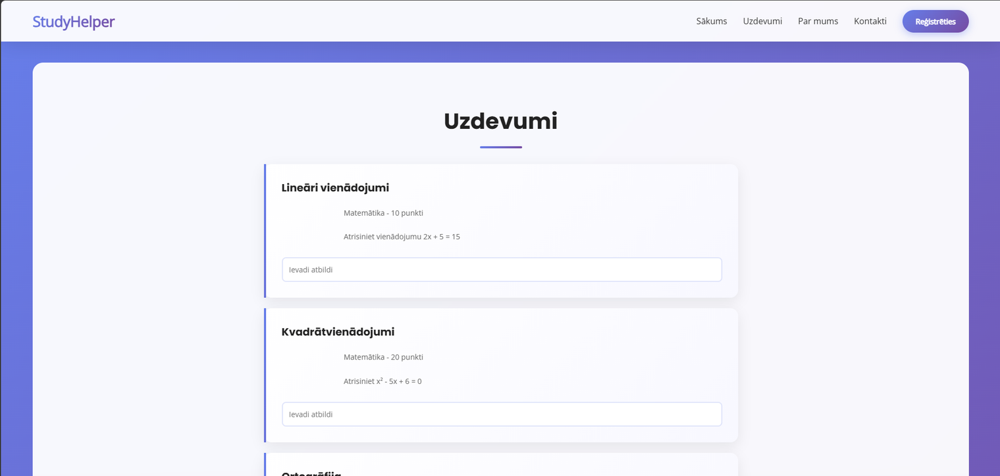 StudyHelper
Sākums
Uzdevumi
Par mums
Kontakti
Reģistrēties
Uzdevumi
Lineāri vienādojumi
Matemātika - 10 punkti
Atrisiniet vienādojumu 2x + 5 = 15
Ievadi atbildi
Kvadrātvienādojumi
Matemātika - 20 punkti
Atrisiniet x² - 5x + 6 = 0
Ievadi atbildi
Ortogrāfija